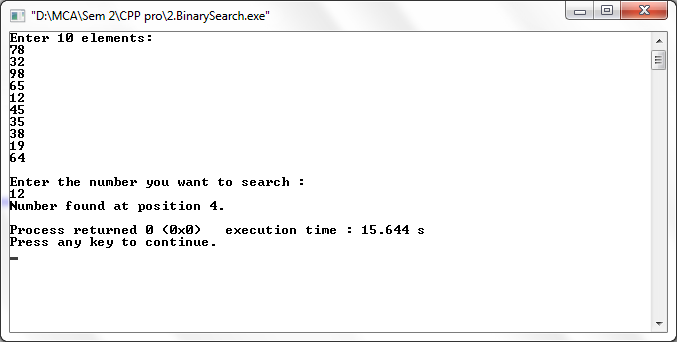 "D:\MCA\Sem 2\CPP pro\2.BinarySearch.exe"
Enter 10 elements:
78
32
98
65
12
45
35
38
19
64
Enter the number you want to search :
12
Number found at position 4.
Process returned 0 (0x0)   execution time : 15.644 s
Press any key to continue.